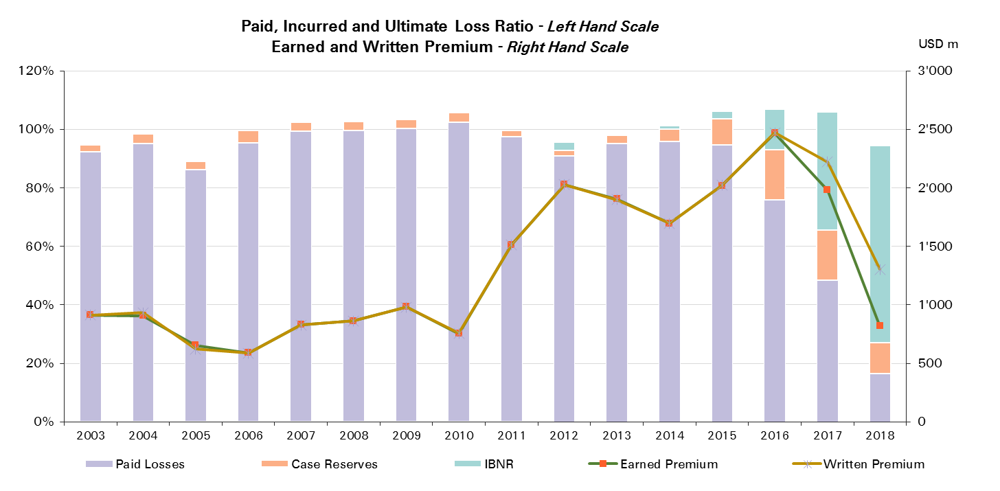 Paid, Incurred and Ultimate Loss Ratio - Left Hand Scale
Earned and Written Premium - Right Hand Scale
USD m
120%
100%
80%
60%
40%
20%
0%
3'000
2'500
2'000
1'500
1'000
500
0
2003 2004 2005 2006 2007 2008 2009 2010 2011 2012 2013 2014 2015 2016 2017 2018
Paid Losses Case Reserves IBNR Earned Premium Written Premium